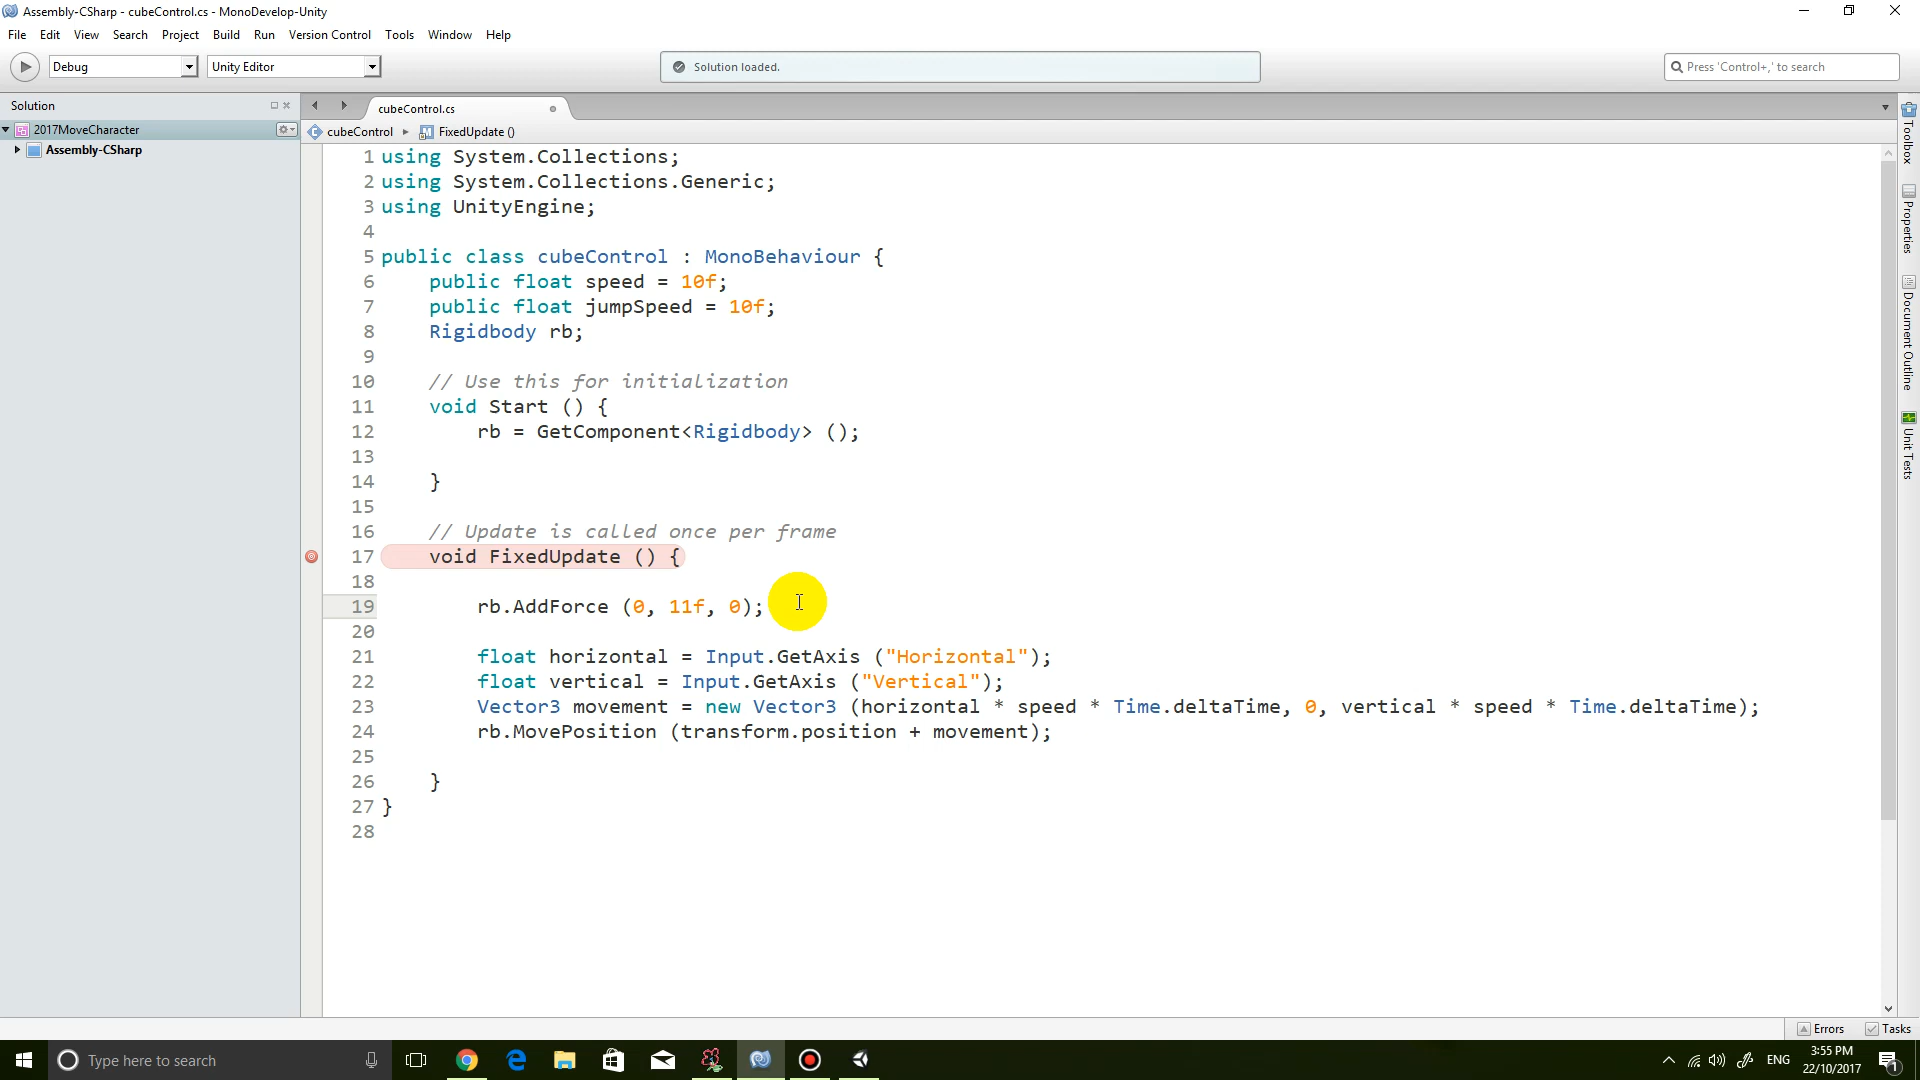 Assembly-CSharp - cubeControl.cs - MonoDevelop-Unity
File Edit View Search Project Build Run Version Control Tools Window Help
Debug Unity Editor Solution loaded. Press 'Control+,' to search
Solution
2017MoveCharacter
Assembly-CSharp
cubeControl.cs
cubeControl FixedUpdate ()
1 using System.Collections;
2 using System.Collections.Generic;
3 using UnityEngine;
4
5 public class cubeControl : MonoBehaviour {
6 public float speed = 10f;
7 public float jumpSpeed = 10f;
8 Rigidbody rb;
9
10 // Use this for initialization
11 void Start () {
12 rb = GetComponent<Rigidbody> ();
13
14 }
15
16 // Update is called once per frame
17 void FixedUpdate () {
18
19 rb.AddForce (0, 11f, 0);
20
21 float horizontal = Input.GetAxis ("Horizontal");
22 float vertical = Input.GetAxis ("Vertical");
23 Vector3 movement = new Vector3 (horizontal * speed * Time.deltaTime, 0, vertical * speed * Time.deltaTime);
24 rb.MovePosition (transform.position + movement);
25
26 }
27 }
28
Toolbox
Properties
Document Outline
Unit Tests
Errors Tasks
Type here to search
ENG
3:55 PM
22/10/2017
1